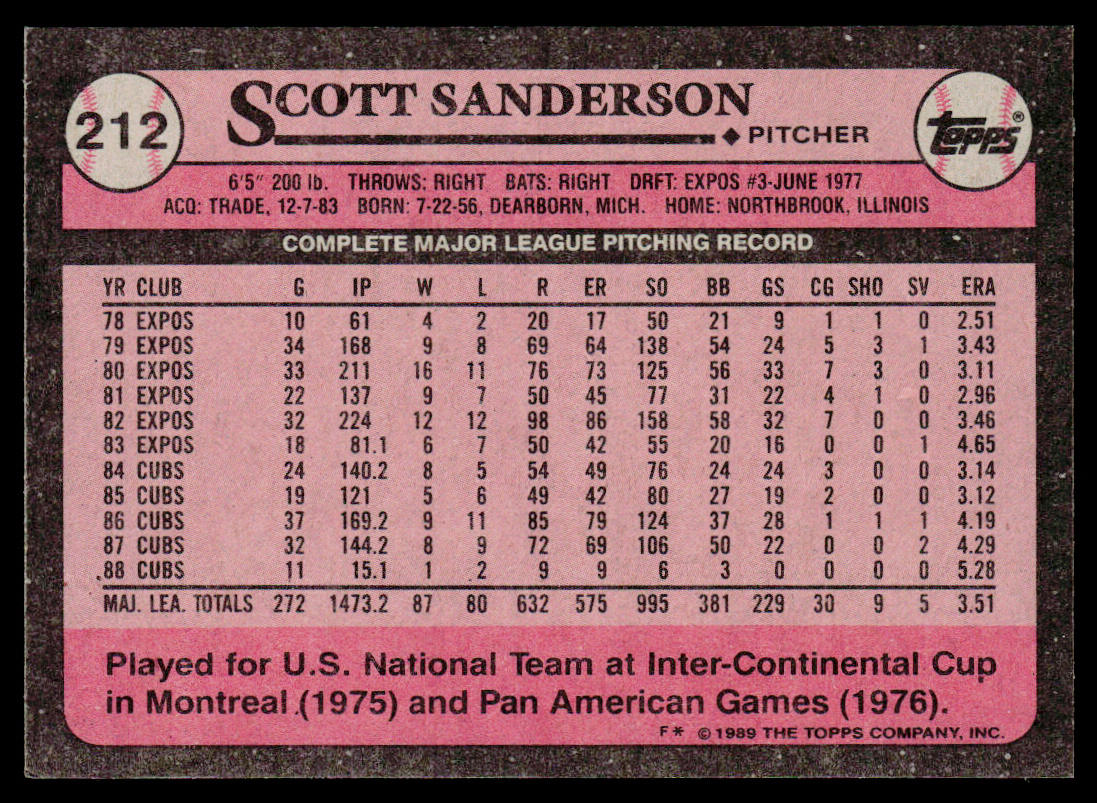 212
SCOTT SANDERSON
◆ PITCHER
TOPPS®
6'5" 200 lb. THROWS: RIGHT BATS: RIGHT DRFT: EXPOS #3-JUNE 1977
ACQ: TRADE, 12-7-83 BORN: 7-22-56, DEARBORN, MICH. HOME: NORTHBROOK, ILLINOIS
COMPLETE MAJOR LEAGUE PITCHING RECORD
YR CLUB G IP W L R ER SO BB GS CG SHO SV ERA
78 EXPOS 10 61 4 2 20 17 50 21 9 1 1 0 2.51
79 EXPOS 34 168 9 8 69 64 138 54 24 5 3 1 3.43
80 EXPOS 33 211 16 11 76 73 125 56 33 7 3 0 3.11
81 EXPOS 22 137 9 7 50 45 77 31 22 4 1 0 2.96
82 EXPOS 32 224 12 12 98 86 158 58 32 7 0 0 3.46
83 EXPOS 18 81.1 6 7 50 42 55 20 16 0 0 1 4.65
84 CUBS 24 140.2 8 5 54 49 76 24 24 3 0 0 3.14
85 CUBS 19 121 5 6 49 42 80 27 19 2 0 0 3.12
86 CUBS 37 169.2 9 11 85 79 124 37 28 1 1 1 4.19
87 CUBS 32 144.2 8 9 72 69 106 50 22 0 0 2 4.29
88 CUBS 11 15.1 1 2 9 9 6 3 0 0 0 0 5.28
MAJ. LEA. TOTALS 272 1473.2 87 80 632 575 995 381 229 30 9 5 3.51
Played for U.S. National Team at Inter-Continental Cup
in Montreal (1975) and Pan American Games (1976).
F* © 1989 THE TOPPS COMPANY, INC.